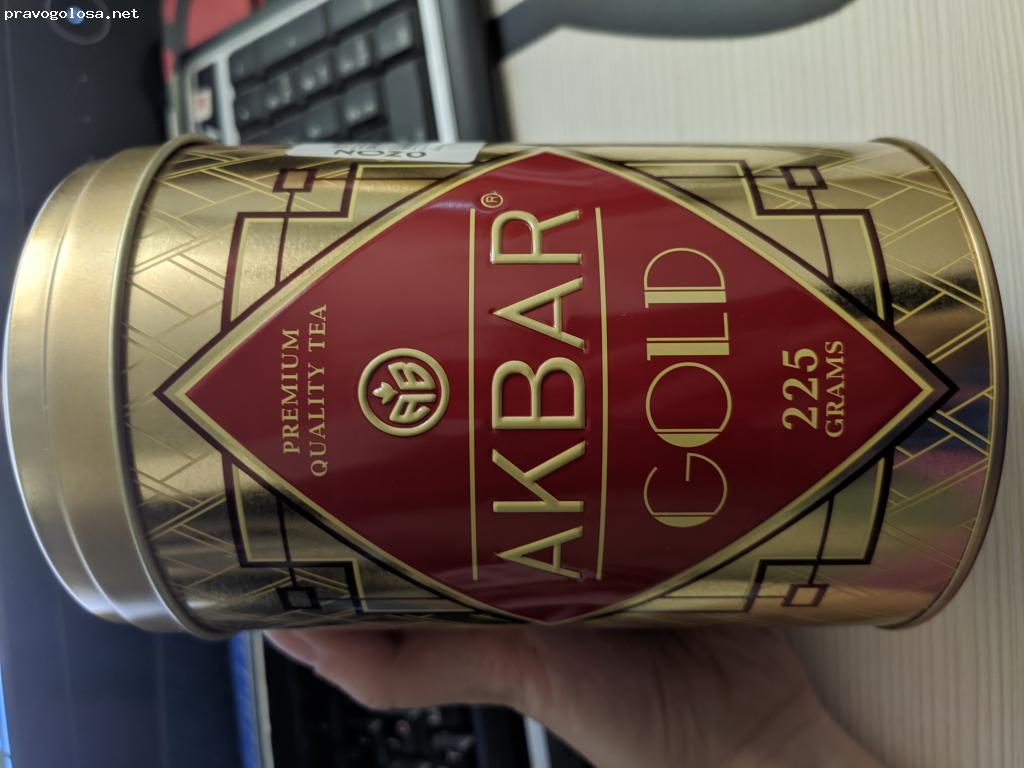 pravogolosa.net
OZON
PREMIUM
QUALITY TEA
AKBAR®
GOLD
225
GRAMS